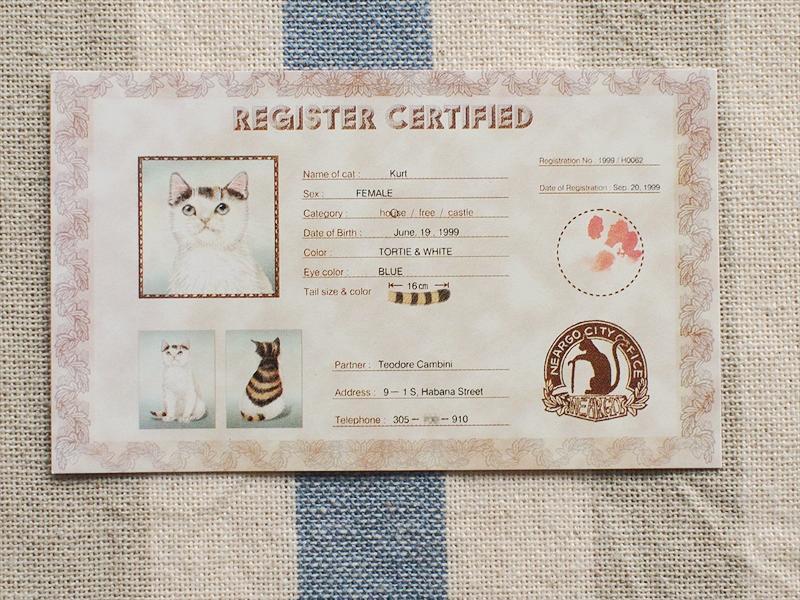 REGISTER CERTIFIED
Registration No. 1999 / H0062
Date of Registration : Sep. 20, 1999
Name of cat : Kurt
Sex : FEMALE
Category : house / free / castle
Date of Birth : June, 19, 1999
Color : TORTIE & WHITE
Eye color : BLUE
Tail size & color 16cm
Partner : Teodore Cambini
Address : 9－1 S, Habana Street
Telephone : 305－ －910
NEARGO CITY OFFICE
NEARGO